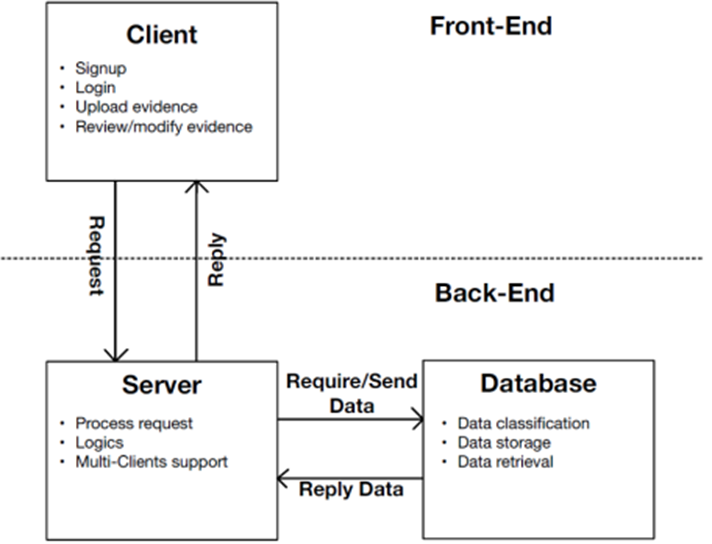 Client
• Signup
• Login
• Upload evidence
• Review/modify evidence
Front-End
Request
Reply
Back-End
Server
• Process request
• Logics
• Multi-Clients support
Require/Send
Data
Reply Data
Database
• Data classification
• Data storage
• Data retrieval